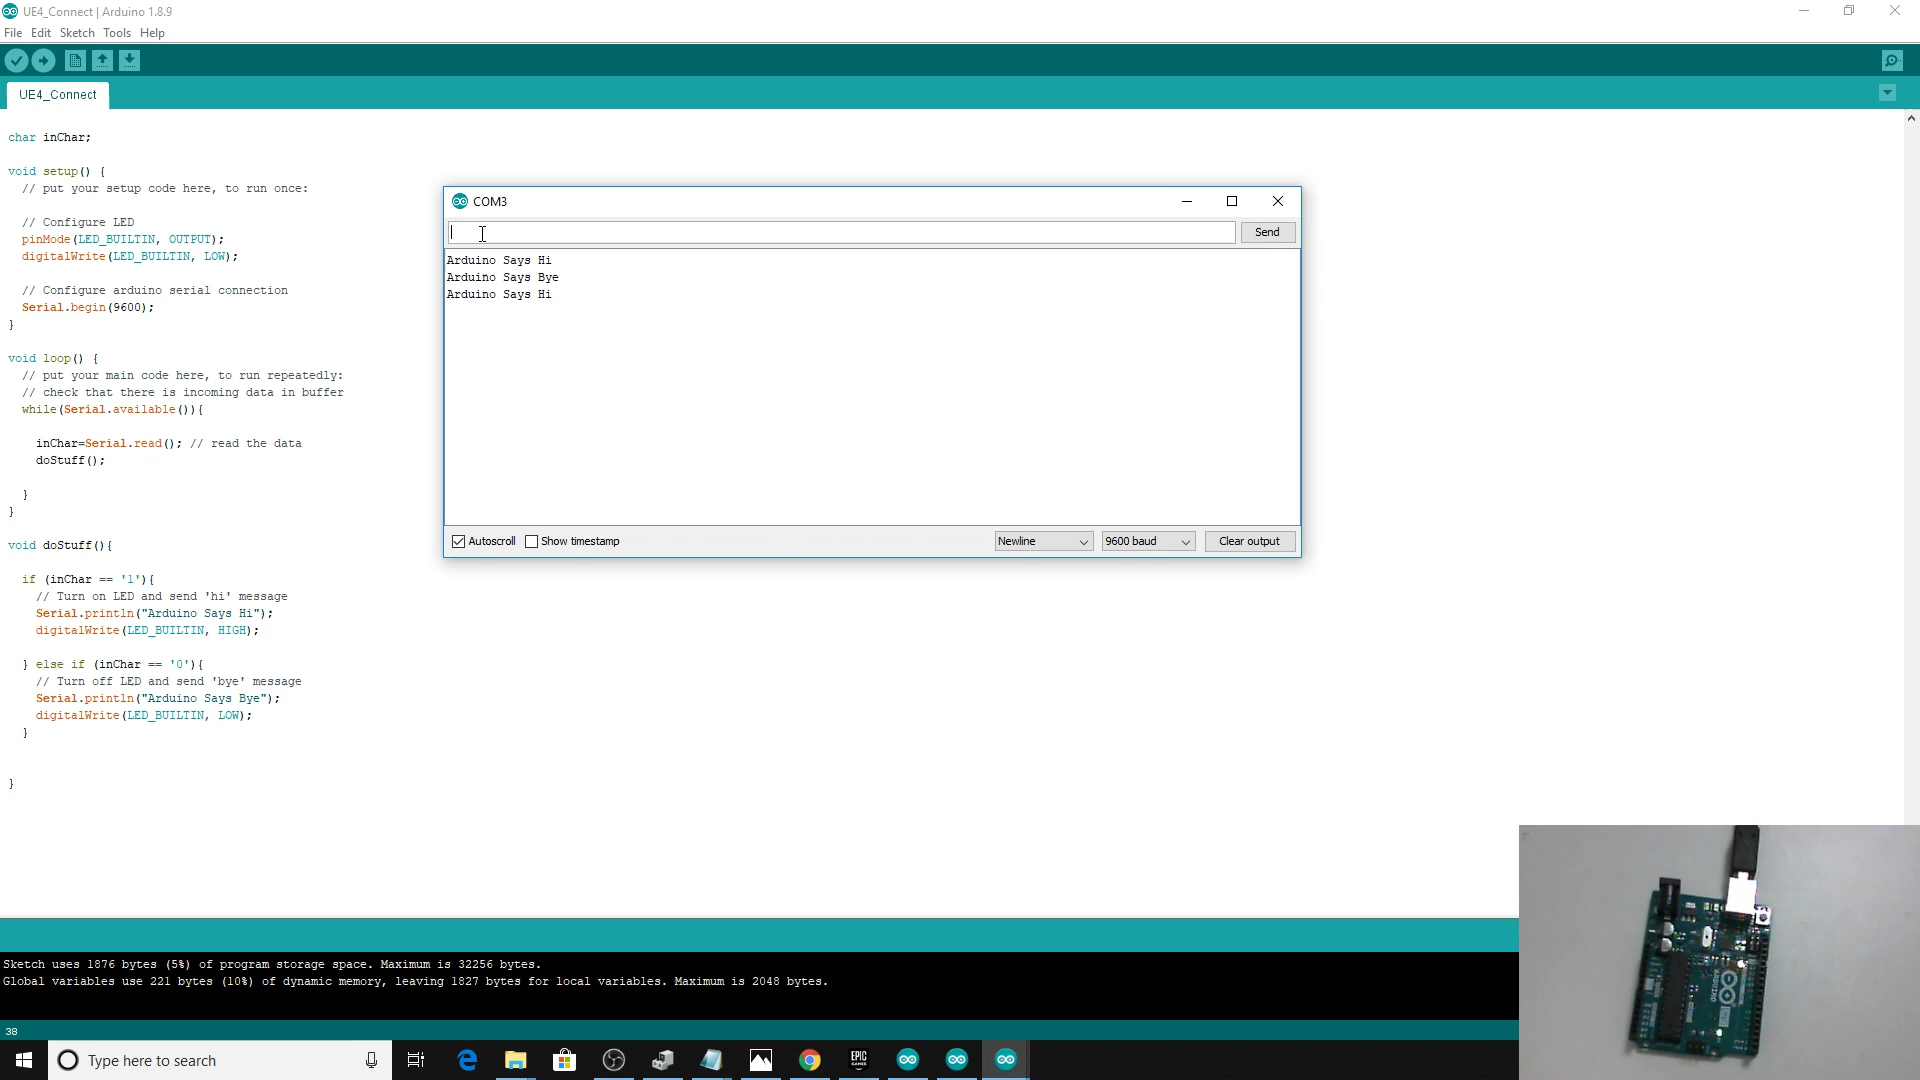 UE4_Connect | Arduino 1.8.9
File Edit Sketch Tools Help
UE4_Connect
char inChar;
void setup() {
// put your setup code here, to run once:
// Configure LED
pinMode(LED_BUILTIN, OUTPUT);
digitalWrite(LED_BUILTIN, LOW);
// Configure arduino serial connection
Serial.begin(9600);
}
void loop() {
// put your main code here, to run repeatedly:
// check that there is incoming data in buffer
while(Serial.available()){
inChar=Serial.read(); // read the data
doStuff();
}
}
void doStuff(){
if (inChar == '1'){
// Turn on LED and send 'hi' message
Serial.println("Arduino Says Hi");
digitalWrite(LED_BUILTIN, HIGH);
} else if (inChar == '0'){
// Turn off LED and send 'bye' message
Serial.println("Arduino Says Bye");
digitalWrite(LED_BUILTIN, LOW);
}
}
COM3
Send
Arduino Says Hi
Arduino Says Bye
Arduino Says Hi
Autoscroll Show timestamp Newline 9600 baud Clear output
Sketch uses 1876 bytes (5%) of program storage space. Maximum is 32256 bytes.
Global variables use 221 bytes (10%) of dynamic memory, leaving 1827 bytes for local variables. Maximum is 2048 bytes.
38
Type here to search
EPIC
GAMES
ARDUINO